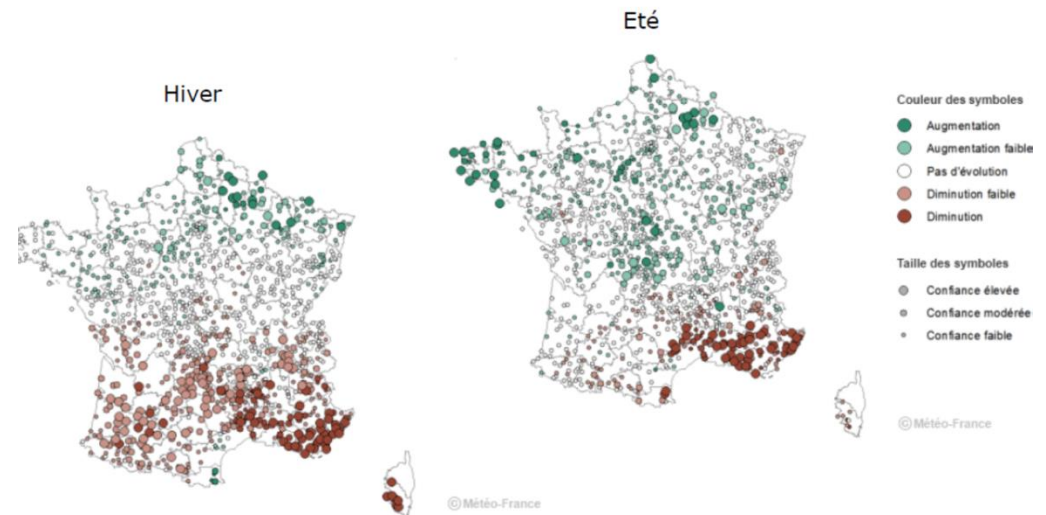 Hiver
Eté
Couleur des symboles
Augmentation
Augmentation faible
Pas d'évolution
Diminution faible
Diminution
Taille des symboles
Confiance élevée
Confiance modérée
Confiance faible
© Météo-France
© Météo-France